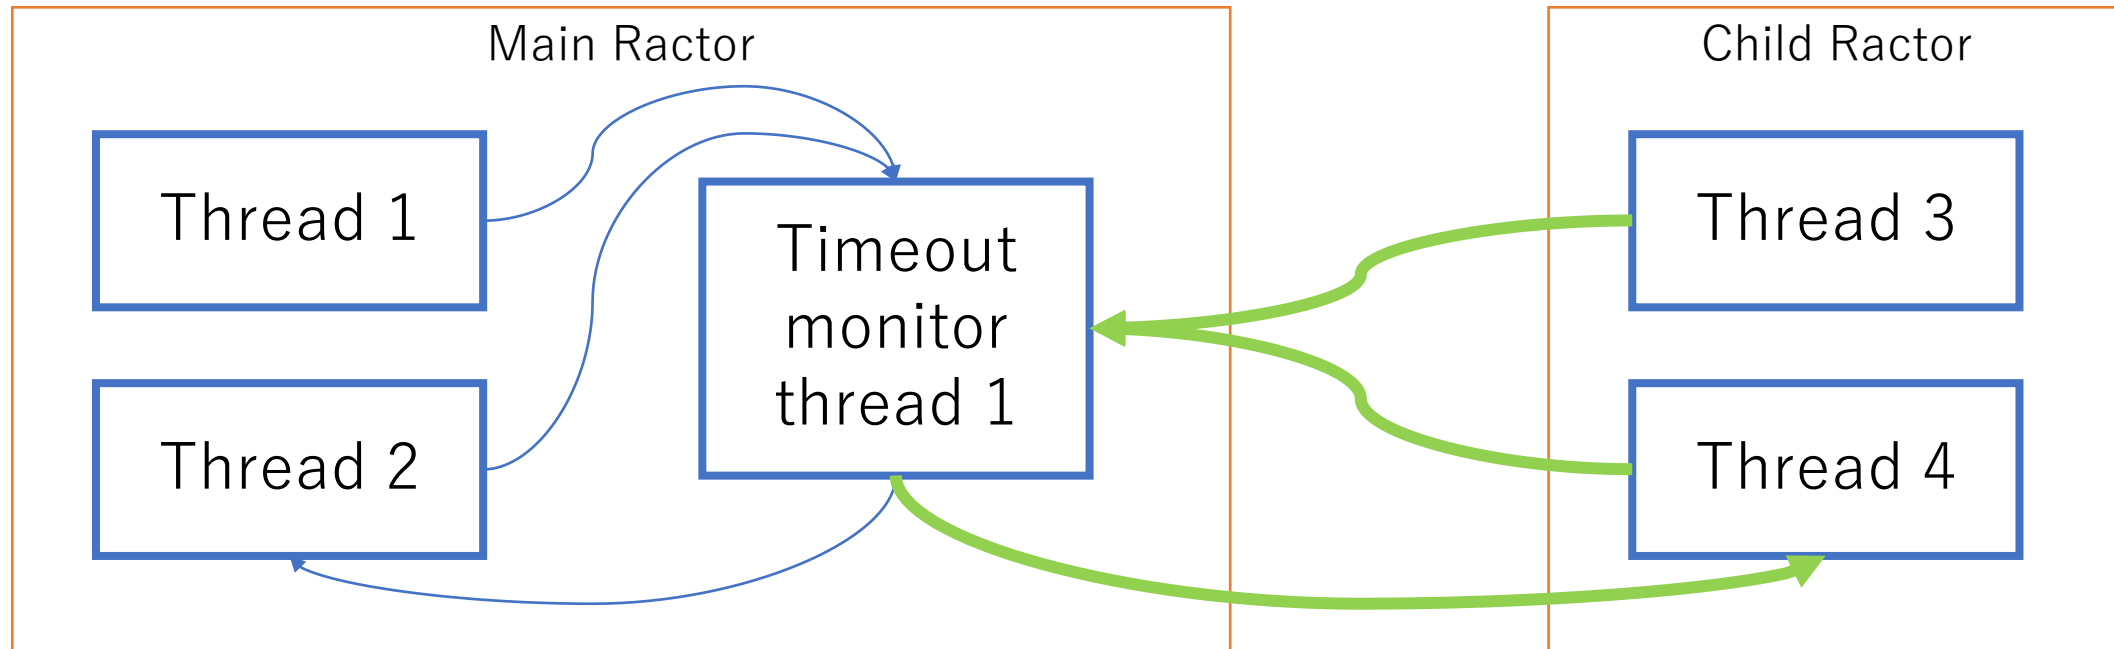 Main Ractor
Child Ractor
Thread 1
Thread 2
Timeout
monitor
thread 1
Thread 3
Thread 4